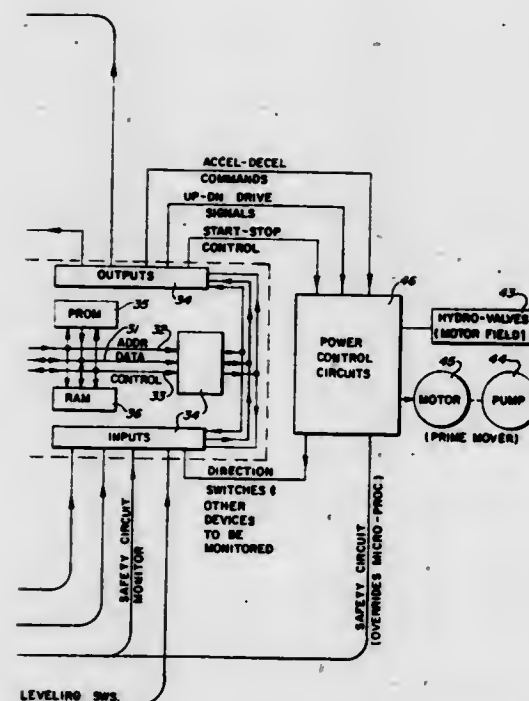 ACCEL-DECEL
COMMANDS
UP-DN DRIVE
SIGNALS
START-STOP
CONTROL
OUTPUTS
34
46
43
HYDRO-VALVES
(MOTOR FIELD)
PROM
35
31
32
ADDR
DATA
CONTROL
33
34
RAM
36
POWER
CONTROL
CIRCUITS
45
44
MOTOR
PUMP
(PRIME MOVER)
34
INPUTS
DIRECTION
SWITCHES &
OTHER
DEVICES
TO BE
MONITORED
SAFETY CIRCUIT
MONITOR
SAFETY CIRCUIT
(OVERRIDES MICRO-PROC)
LEVELING SWS.